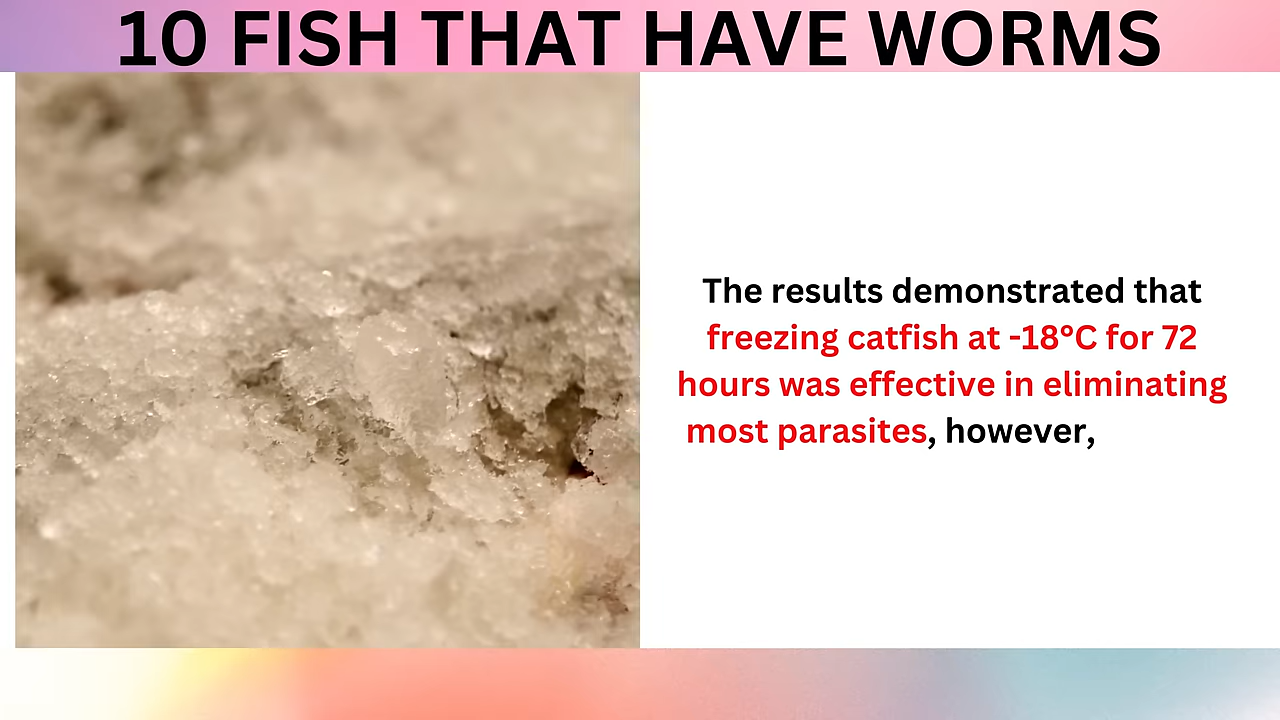 10 FISH THAT HAVE WORMS
The results demonstrated that
freezing catfish at -18°C for 72
hours was effective in eliminating
most parasites, however,